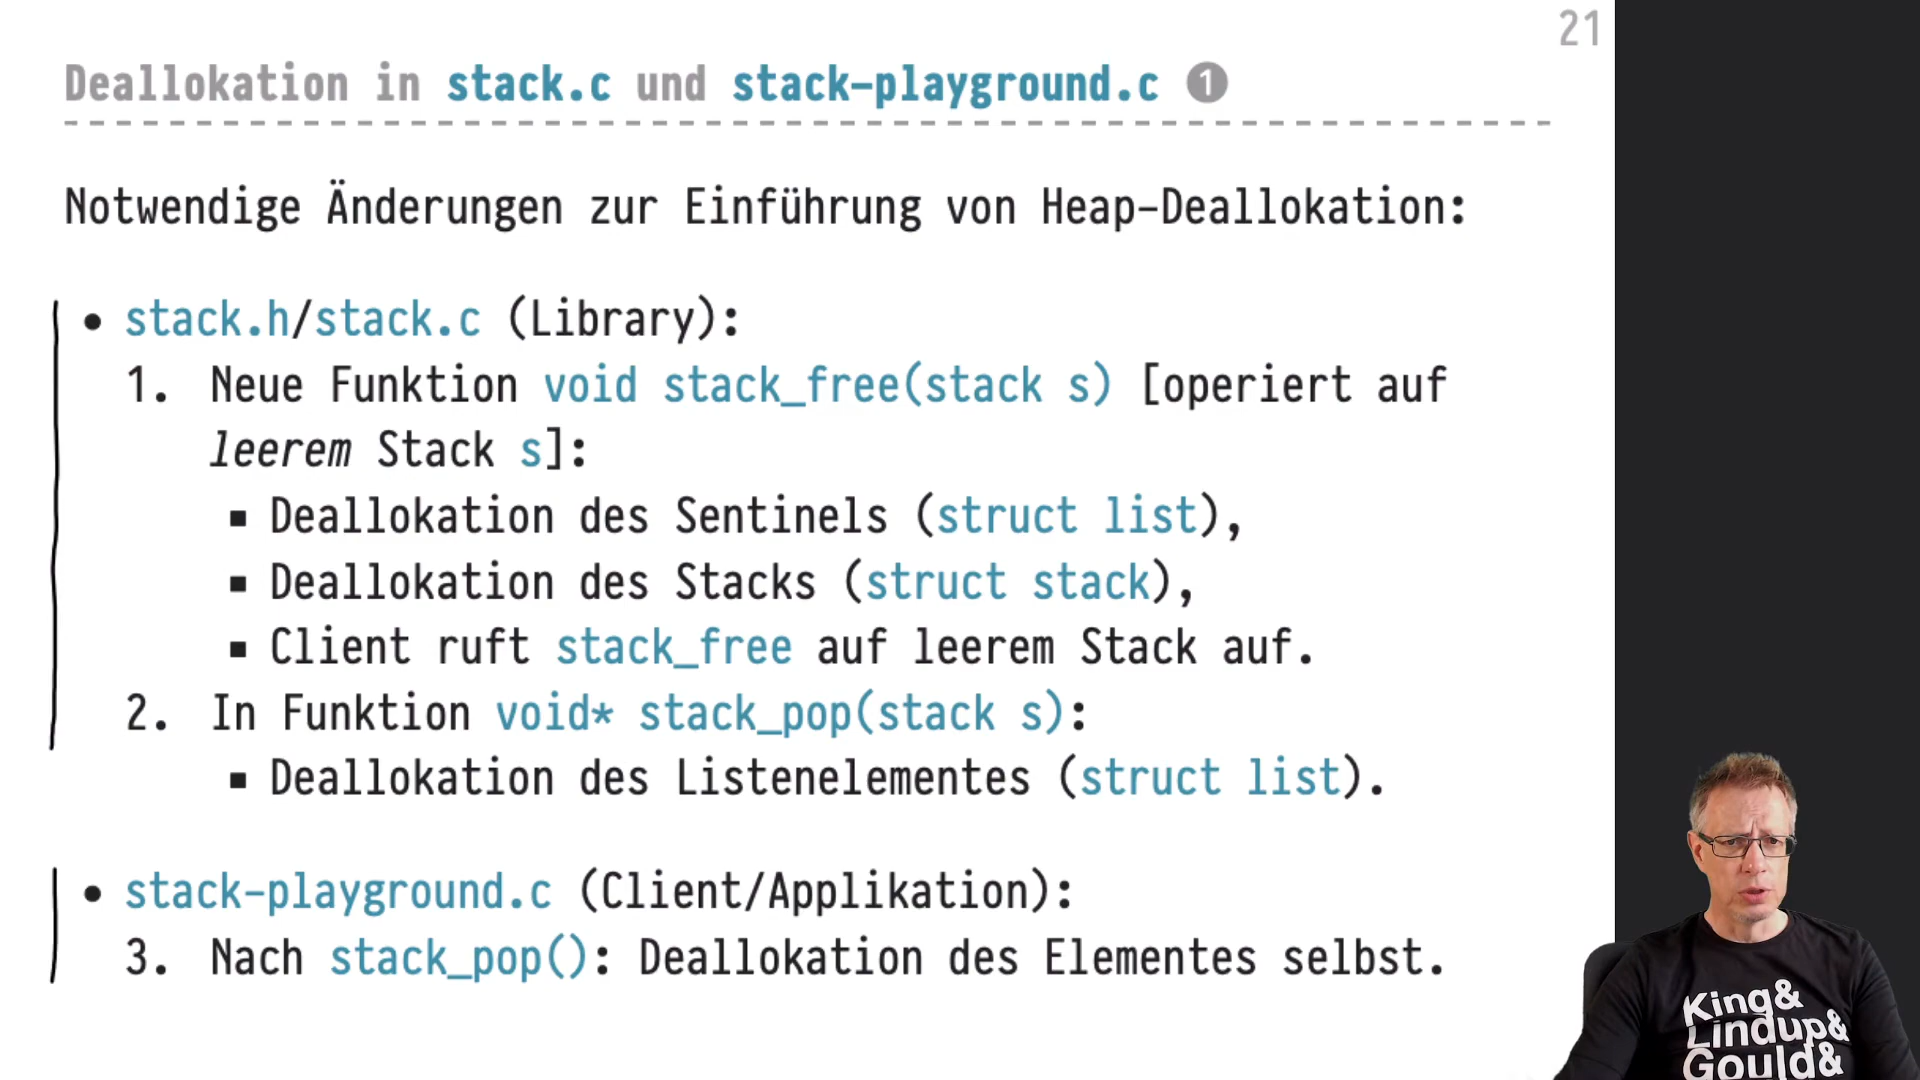 21
Deallokation in stack.c und stack-playground.c ❶
Notwendige Änderungen zur Einführung von Heap-Deallokation:
• stack.h/stack.c (Library):
1. Neue Funktion void stack_free(stack s) [operiert auf
leerem Stack s]:
▪ Deallokation des Sentinels (struct list),
▪ Deallokation des Stacks (struct stack),
▪ Client ruft stack_free auf leerem Stack auf.
2. In Funktion void* stack_pop(stack s):
▪ Deallokation des Listenelementes (struct list).
• stack-playground.c (Client/Applikation):
3. Nach stack_pop(): Deallokation des Elementes selbst.
King&
Lindup&
Gould&